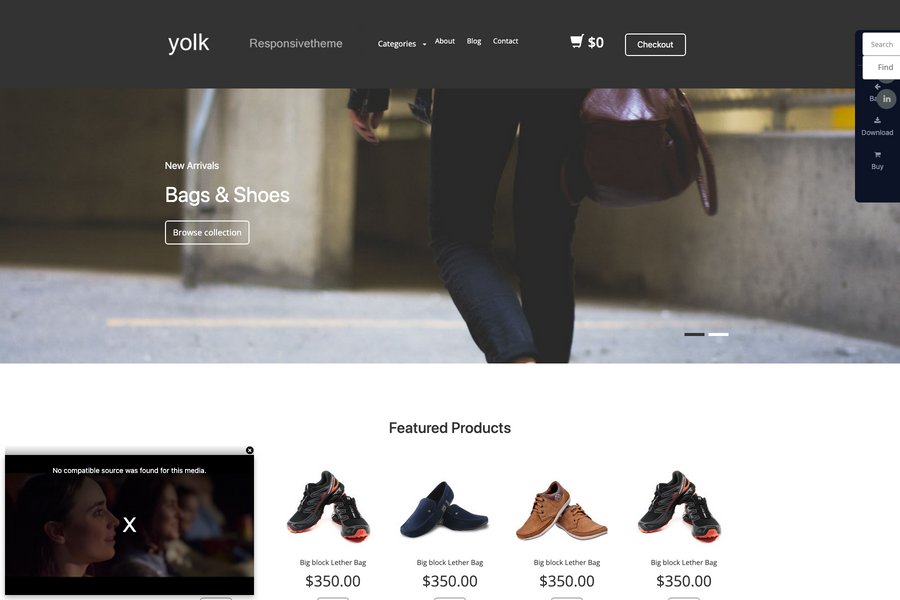 yolk
Responsivetheme
Categories
About
Blog
Contact
$0
Checkout
Search
Find
in
Download
Buy
New Arrivals
Bags & Shoes
Browse collection
Featured Products
No compatible source was found for this media.
X
Big block Lether Bag
$350.00
Big block Lether Bag
$350.00
Big block Lether Bag
$350.00
Big block Lether Bag
$350.00